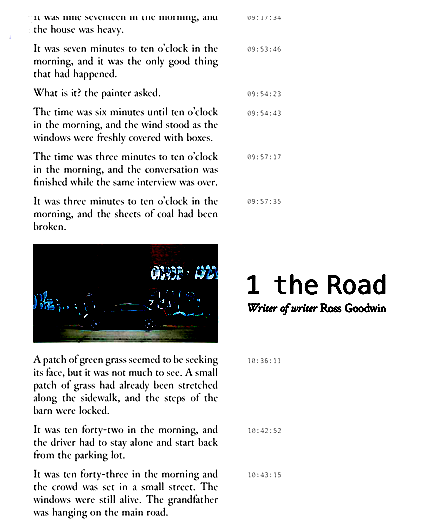 It was nine seventeen in the morning, and
the house was heavy.
09:17:34
It was seven minutes to ten o'clock in the
morning, and it was the only good thing
that had happened.
09:53:46
What is it? the painter asked.
09:54:23
The time was six minutes until ten o'clock
in the morning, and the wind stood as the
windows were freshly covered with boxes.
09:54:43
The time was three minutes to ten o'clock
in the morning, and the conversation was
finished while the same interview was over.
09:57:17
It was three minutes to ten o'clock in the
morning, and the sheets of coal had been
broken.
09:57:35
1 the Road
Writer of writer Ross Goodwin
A patch of green grass seemed to be seeking
its face, but it was not much to see. A small
patch of grass had already been stretched
along the sidewalk, and the steps of the
barn were locked.
10:36:11
It was ten forty-two in the morning, and
the driver had to stay alone and start back
from the parking lot.
10:42:52
It was ten forty-three in the morning and
the crowd was set in a small street. The
windows were still alive. The grandfather
was hanging on the main road.
10:43:15